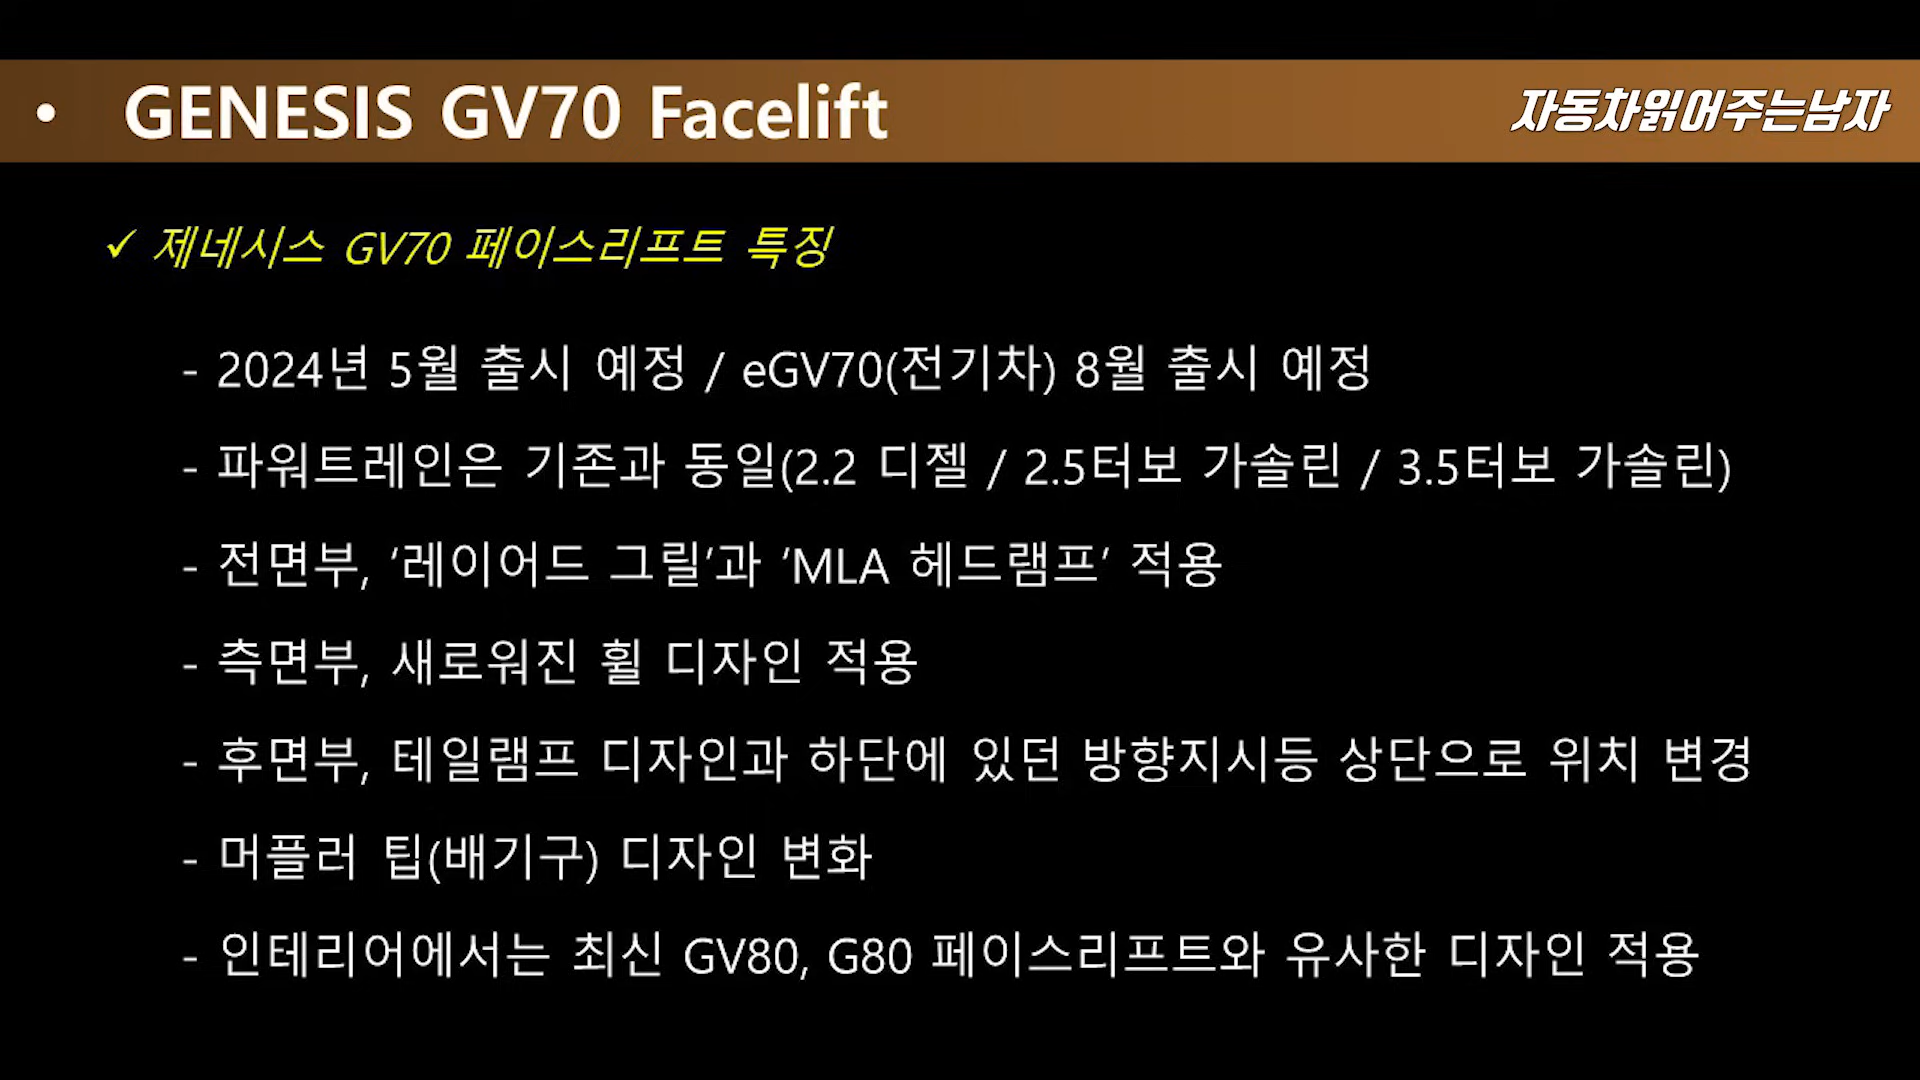 • GENESIS GV70 Facelift
자동차읽어주는남자
✓ 제네시스 GV70 페이스리프트 특징
- 2024년 5월 출시 예정 / eGV70(전기차) 8월 출시 예정
- 파워트레인은 기존과 동일(2.2 디젤 / 2.5터보 가솔린 / 3.5터보 가솔린)
- 전면부, ‘레이어드 그릴’과 ‘MLA 헤드램프’ 적용
- 측면부, 새로워진 휠 디자인 적용
- 후면부, 테일램프 디자인과 하단에 있던 방향지시등 상단으로 위치 변경
- 머플러 팁(배기구) 디자인 변화
- 인테리어에서는 최신 GV80, G80 페이스리프트와 유사한 디자인 적용